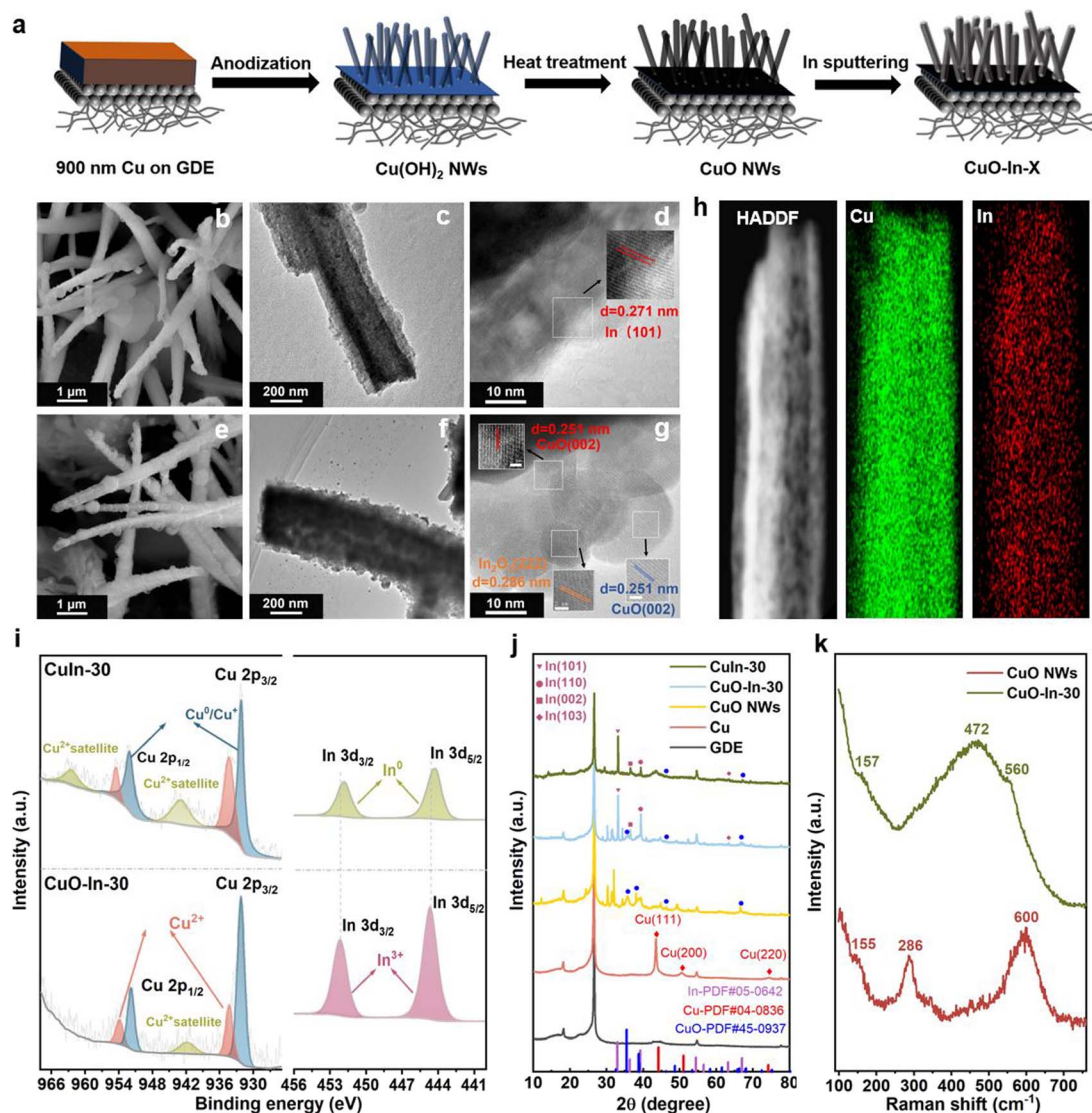 a
Anodization
Heat treatment
In sputtering
900 nm Cu on GDE
Cu(OH)₂ NWs
CuO NWs
CuO-In-X
b
1 µm
c
200 nm
d
d=0.271 nm
In (101)
10 nm
e
1 µm
f
200 nm
g
d=0.251 nm
CuO(002)
d=0.286 nm
d=0.251 nm
CuO(002)
10 nm
h
HADDF
Cu
In
i
CuIn-30
Cu 2p₃/₂
Cu⁰/Cu⁺
Cu²⁺satellite
Cu 2p₁/₂
Cu²⁺satellite
In 3d₃/₂
In 3d₅/₂
In⁰
CuO-In-30
Cu 2p₃/₂
Cu²⁺
Cu 2p₁/₂
Cu²⁺satellite
In 3d₃/₂
In 3d₅/₂
In³⁺
Intensity (a.u.)
966 960 954 948 942 936 930
456 453 450 447 444 441
Binding energy (eV)
j
In(101)
In(110)
In(002)
In(103)
CuIn-30
CuO-In-30
CuO NWs
Cu
GDE
Cu(111)
Cu(200)
Cu(220)
In-PDF#05-0642
Cu-PDF#04-0836
CuO-PDF#45-0937
Intensity (a.u.)
10 20 30 40 50 60 70 80
2θ (degree)
k
CuO NWs
CuO-In-30
157
472
560
155
286
600
Intensity (a.u.)
100 200 300 400 500 600 700
Raman shift (cm⁻¹)